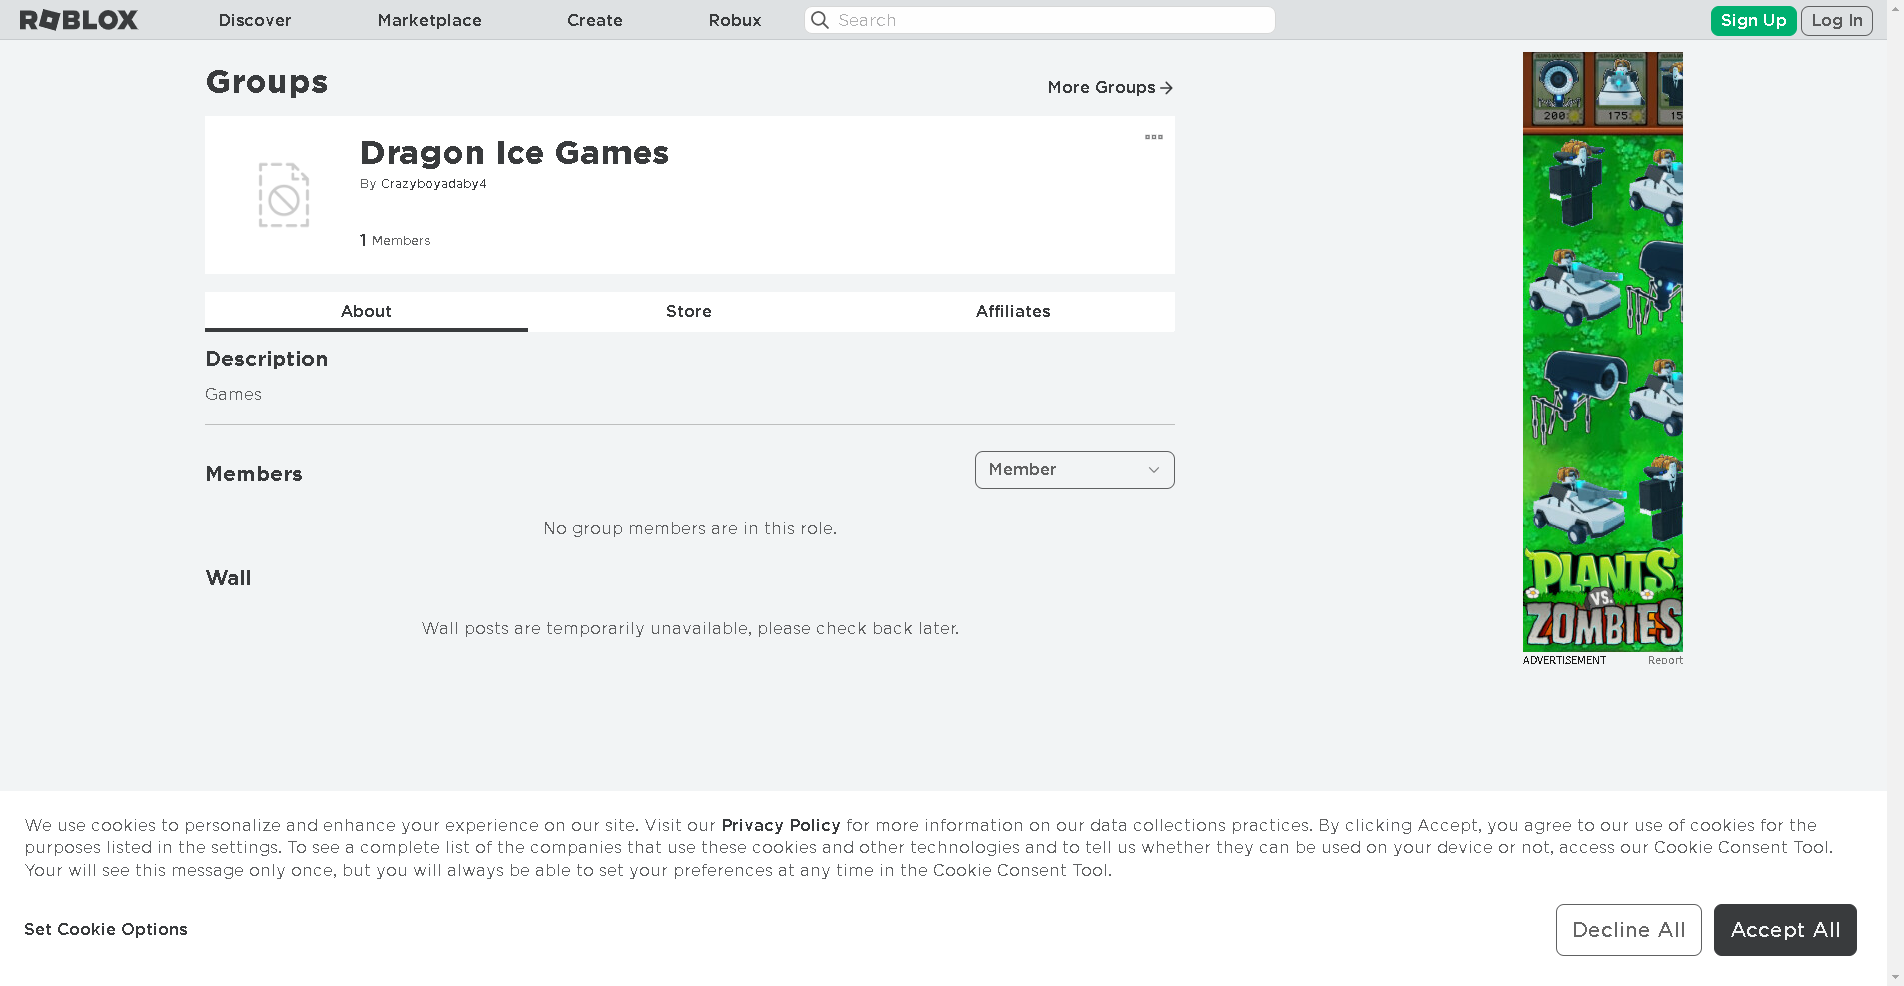 ROBLOX
Discover
Marketplace
Create
Robux
Search
Sign Up
Log In
Groups
More Groups
Dragon Ice Games
By Crazyboyadaby4
1 Members
About
Store
Affiliates
Description
Games
Members
Member
No group members are in this role.
Wall
Wall posts are temporarily unavailable, please check back later.
200
175
15
PLANTS
VS.
ZOMBIES
ADVERTISEMENT
Report
We use cookies to personalize and enhance your experience on our site. Visit our Privacy Policy for more information on our data collections practices. By clicking Accept, you agree to our use of cookies for the
purposes listed in the settings. To see a complete list of the companies that use these cookies and other technologies and to tell us whether they can be used on your device or not, access our Cookie Consent Tool.
Your will see this message only once, but you will always be able to set your preferences at any time in the Cookie Consent Tool.
Set Cookie Options
Decline All
Accept All